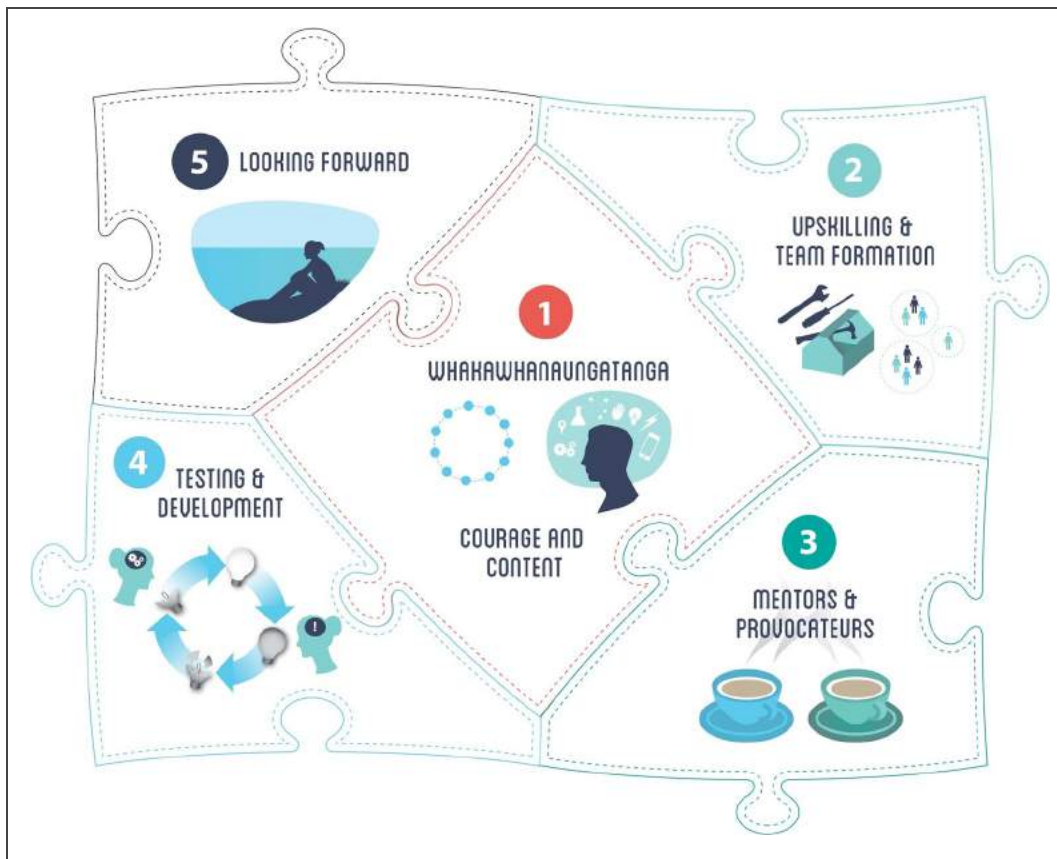 1
WHAKAWHANAUNGATANGA
COURAGE AND
CONTENT
2
UPSKILLING &
TEAM FORMATION
3
MENTORS &
PROVOCATEURS
4
TESTING &
DEVELOPMENT
!
5
LOOKING FORWARD